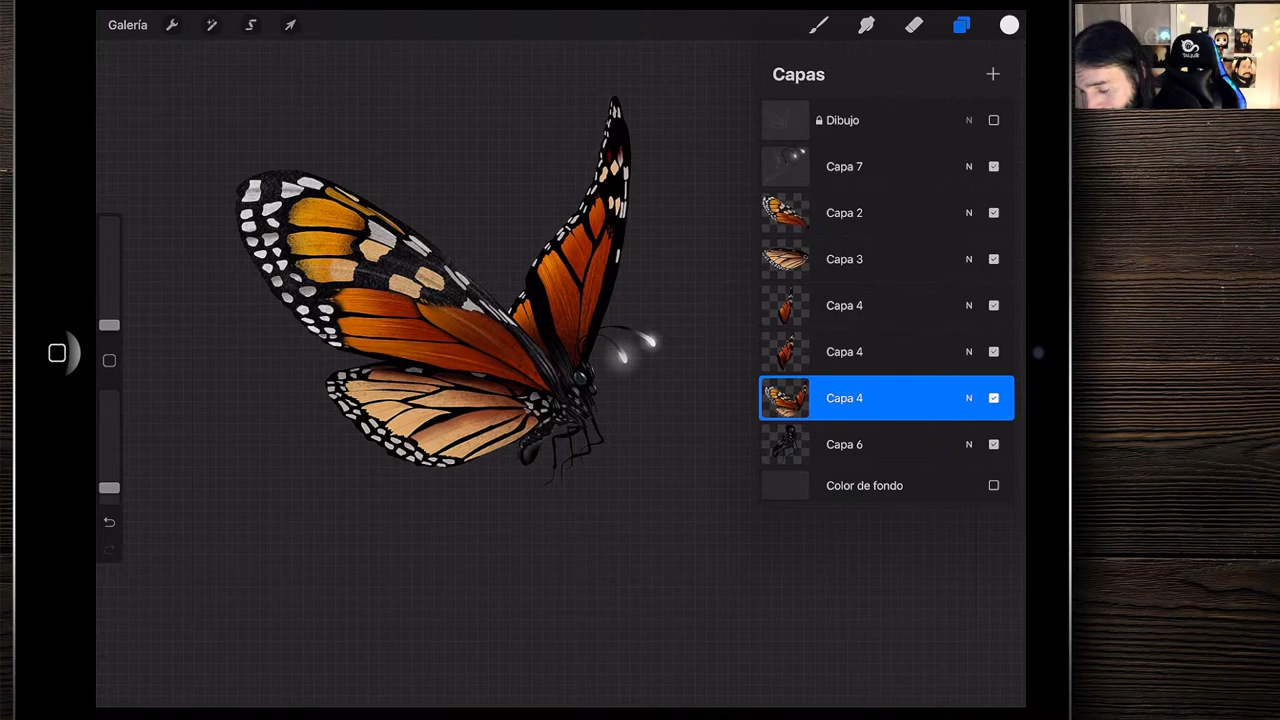 Galería
Capas
Dibujo N
Capa 7 N
Capa 2 N
Capa 3 N
Capa 4 N
Capa 4 N
Capa 4 N
Capa 6 N
Color de fondo
TALIUS